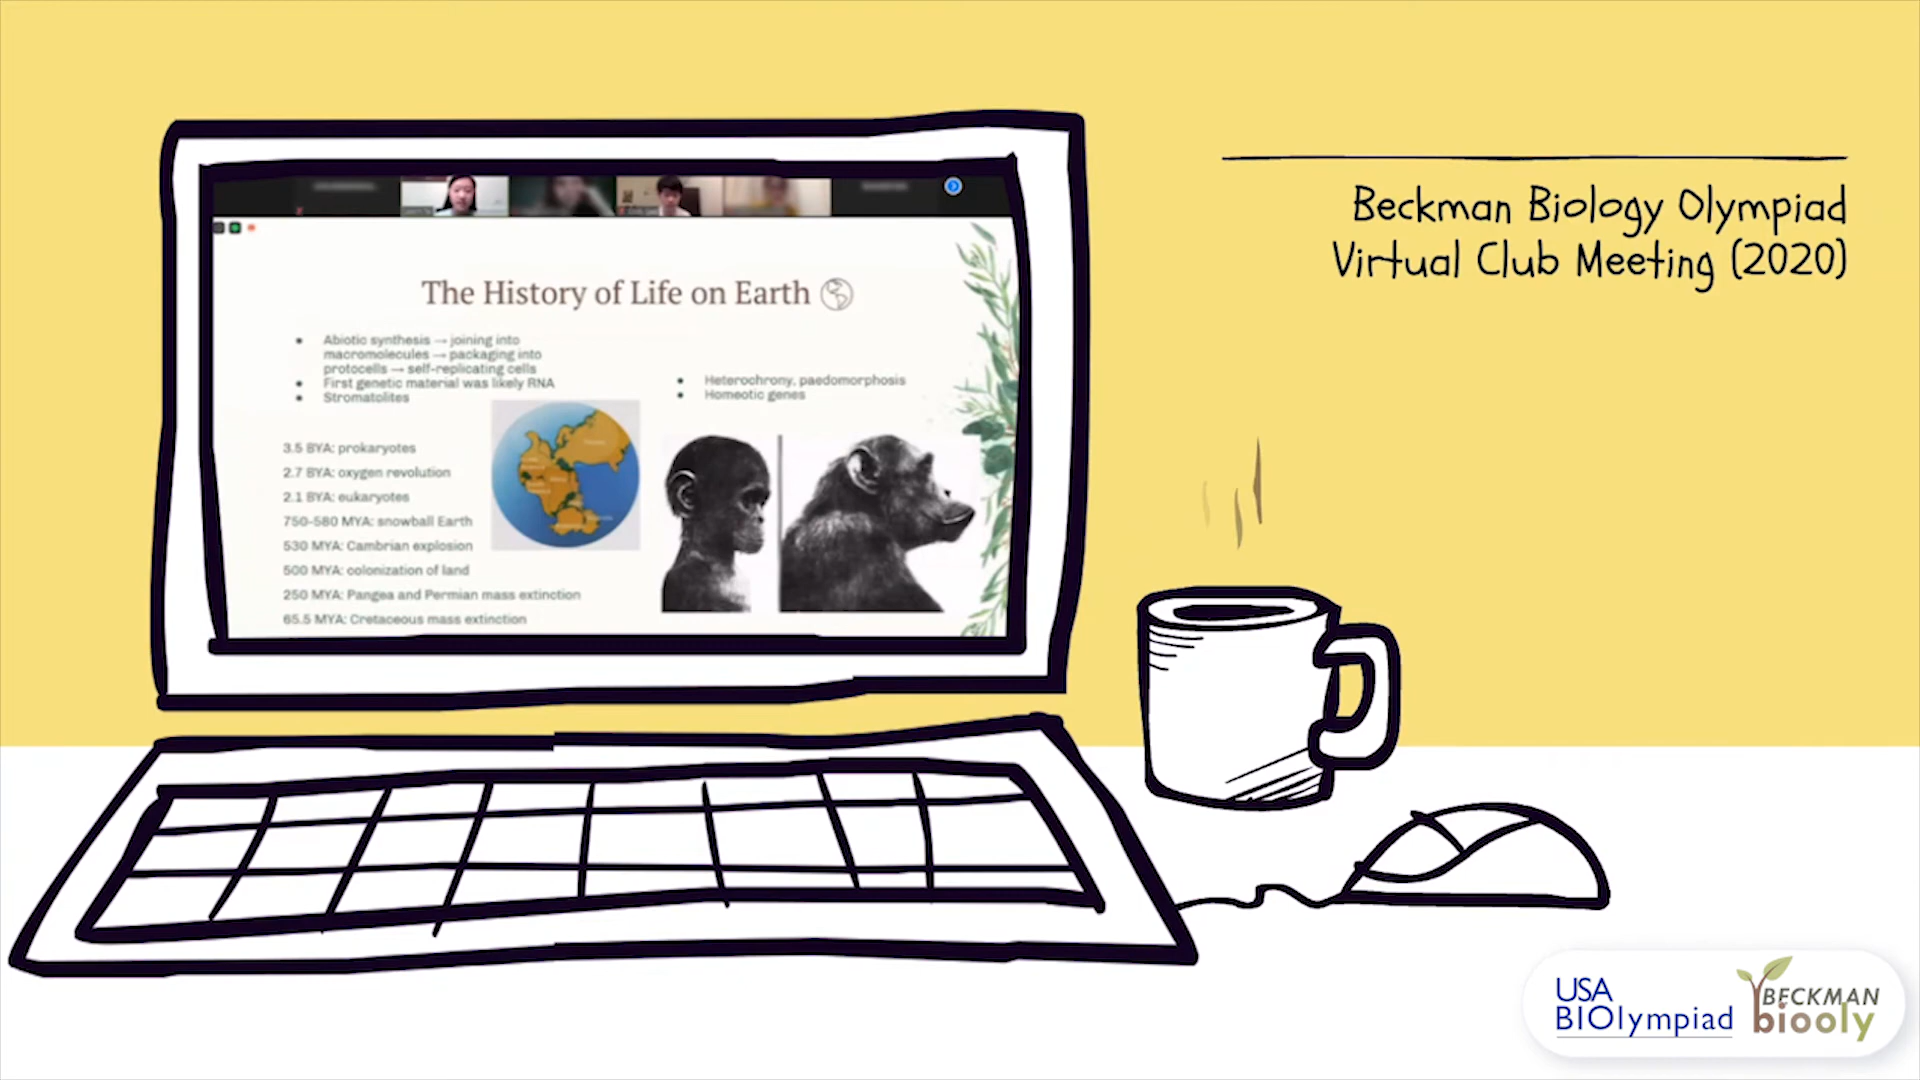 The History of Life on Earth
Abiotic synthesis → joining into
macromolecules → packaging into
protocells → self-replicating cells
First genetic material was likely RNA
Stromatolites
Heterochrony, paedomorphosis
Homeotic genes
3.5 BYA: prokaryotes
2.7 BYA: oxygen revolution
2.1 BYA: eukaryotes
750-580 MYA: snowball Earth
530 MYA: Cambrian explosion
500 MYA: colonization of land
250 MYA: Pangea and Permian mass extinction
65.5 MYA: Cretaceous mass extinction
Beckman Biology Olympiad
Virtual Club Meeting (2020)
USA
BIOlympiad
BECKMAN
biooly